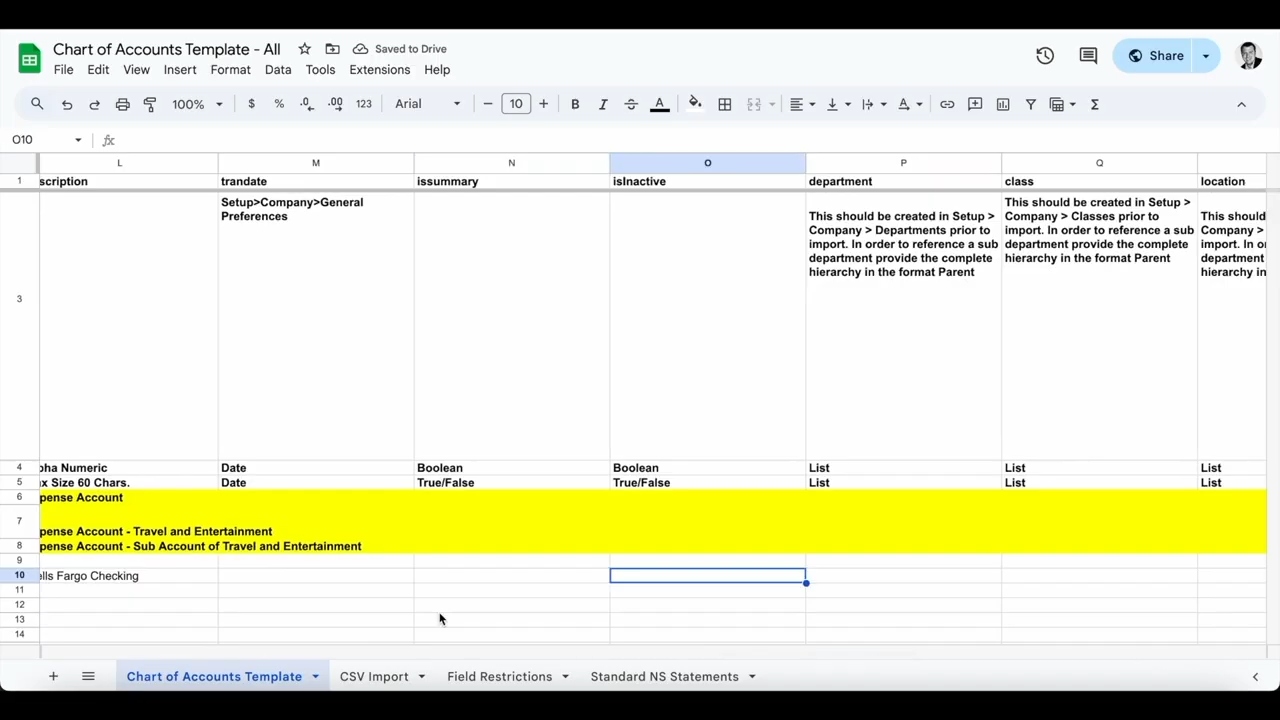 Chart of Accounts Template - All
Saved to Drive
Share
File Edit View Insert Format Data Tools Extensions Help
100% $ % .0 .00 123 Arial - 10 + B I A Σ
O10 fx
L M N O P Q
1 scription trandate issummary isInactive department class location
Setup>Company>General
Preferences
This should be created in Setup >
Company > Departments prior to
import. In order to reference a sub
department provide the complete
hierarchy in the format Parent
This should be created in Setup >
Company > Classes prior to
import. In order to reference a sub
department provide the complete
hierarchy in the format Parent
This should
Company >
import. In o
department
hierarchy in
3
4 pha Numeric Date Boolean Boolean List List List
5 x Size 60 Chars. Date True/False True/False List List List
6 pense Account
7 pense Account - Travel and Entertainment
8 pense Account - Sub Account of Travel and Entertainment
9
10 ells Fargo Checking
11
12
13
14
+ Chart of Accounts Template CSV Import Field Restrictions Standard NS Statements